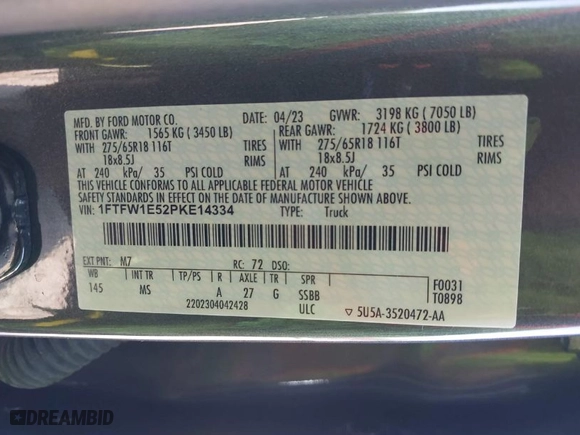 MFD. BY FORD MOTOR CO. DATE: 04/23 GVWR: 3198 KG ( 7050 LB)
FRONT GAWR: 1565 KG ( 3450 LB) REAR GAWR: 1724 KG ( 3800 LB)
WITH 275/65R18 116T TIRES WITH 275/65R18 116T TIRES
18x8.5J RIMS 18x8.5J RIMS
AT 240 kPa/ 35 PSI COLD AT 240 kPa/ 35 PSI COLD
THIS VEHICLE CONFORMS TO ALL APPLICABLE FEDERAL MOTOR VEHICLE
SAFETY STANDARDS IN EFFECT ON THE DATE OF MANUFACTURE SHOWN ABOVE.
VIN: 1FTFW1E52PKE14334 TYPE: Truck
EXT PNT: M7 RC: 72 DSO:
WB INT TR TP/PS R AXLE TR SPR F0031
145 MS A 27 G SSBB T0898
2202304042428 ULC ▽ 5U5A-3520472-AA
DREAMBID